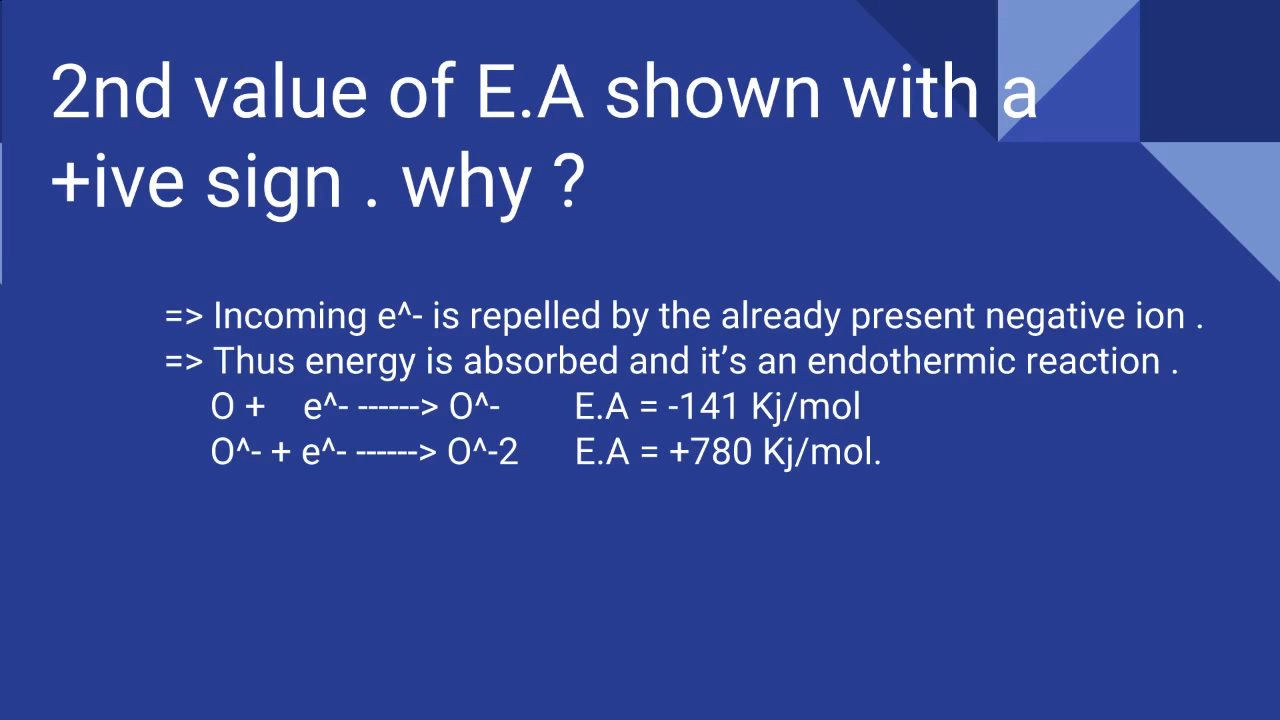 2nd value of E.A shown with a
+ive sign . why ?
=> Incoming e^- is repelled by the already present negative ion .
=> Thus energy is absorbed and it’s an endothermic reaction .
O + e^- ------> O^- E.A = -141 Kj/mol
O^- + e^- ------> O^-2 E.A = +780 Kj/mol.